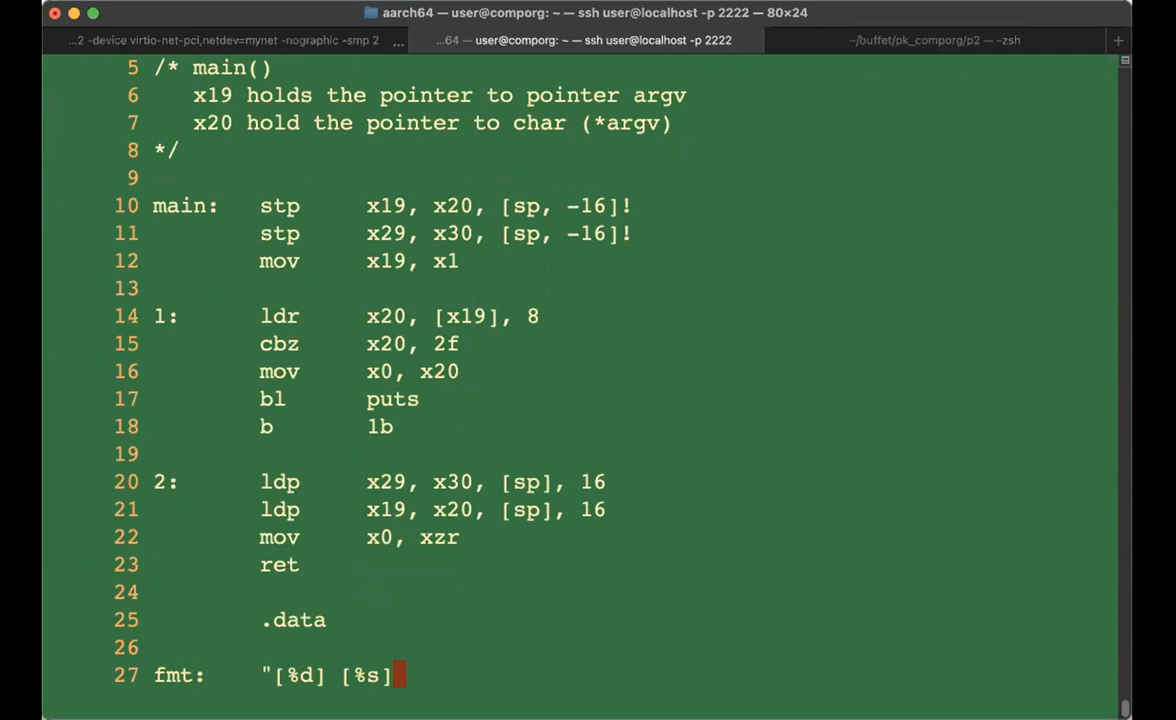 aarch64 — user@comporg: ~ — ssh user@localhost -p 2222 — 80×24
...2 -device virtio-net-pci,netdev=mynet -nographic -smp 2 ... ...64 — user@comporg: ~ — ssh user@localhost -p 2222 ~/buffet/pk_comporg/p2 — -zsh +
5 /* main()
6 x19 holds the pointer to pointer argv
7 x20 hold the pointer to char (*argv)
8 */
9
10 main: stp x19, x20, [sp, -16]!
11 stp x29, x30, [sp, -16]!
12 mov x19, x1
13
14 1: ldr x20, [x19], 8
15 cbz x20, 2f
16 mov x0, x20
17 bl puts
18 b 1b
19
20 2: ldp x29, x30, [sp], 16
21 ldp x19, x20, [sp], 16
22 mov x0, xzr
23 ret
24
25 .data
26
27 fmt: "[%d] [%s]